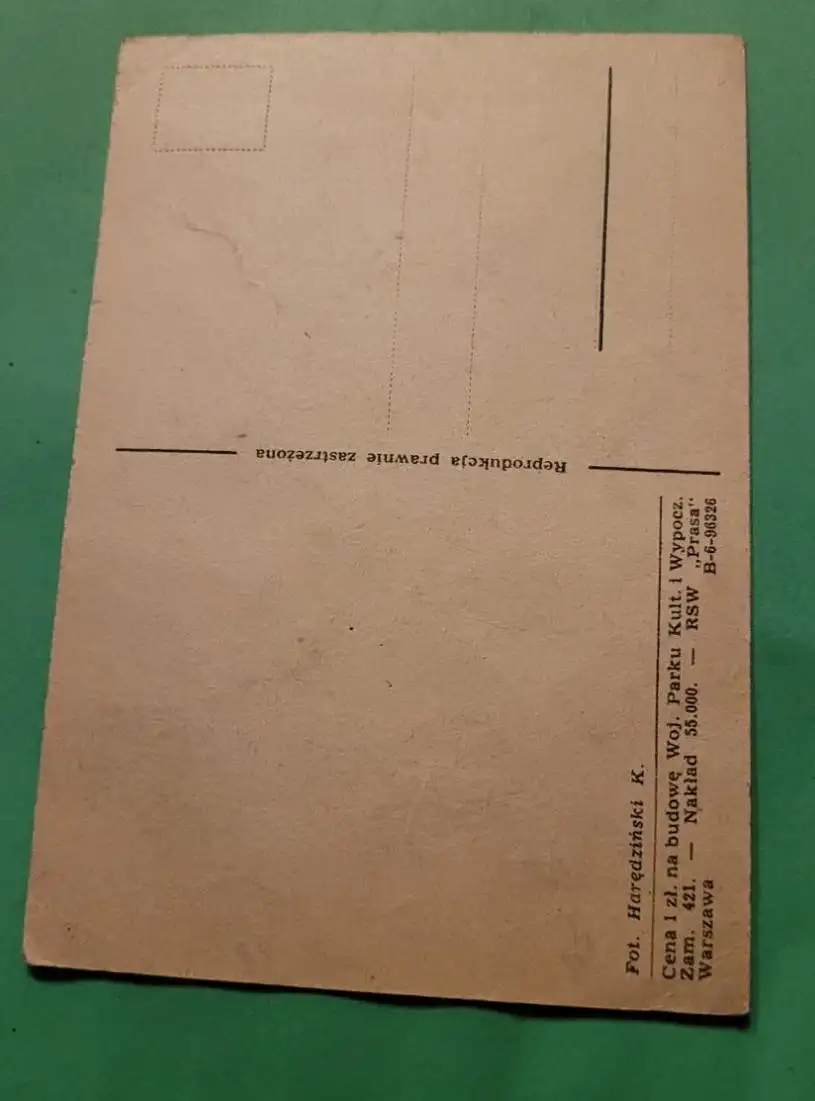 Reprodukcja prawnie zastrzeżona
Fot. Harędziński K.
Cena 1 zł. na budowę Woj. Parku Kult. i Wypocz.
Zam. 421. — Nakład 55.000. — RSW „Prasa“
Warszawa B-6-96326